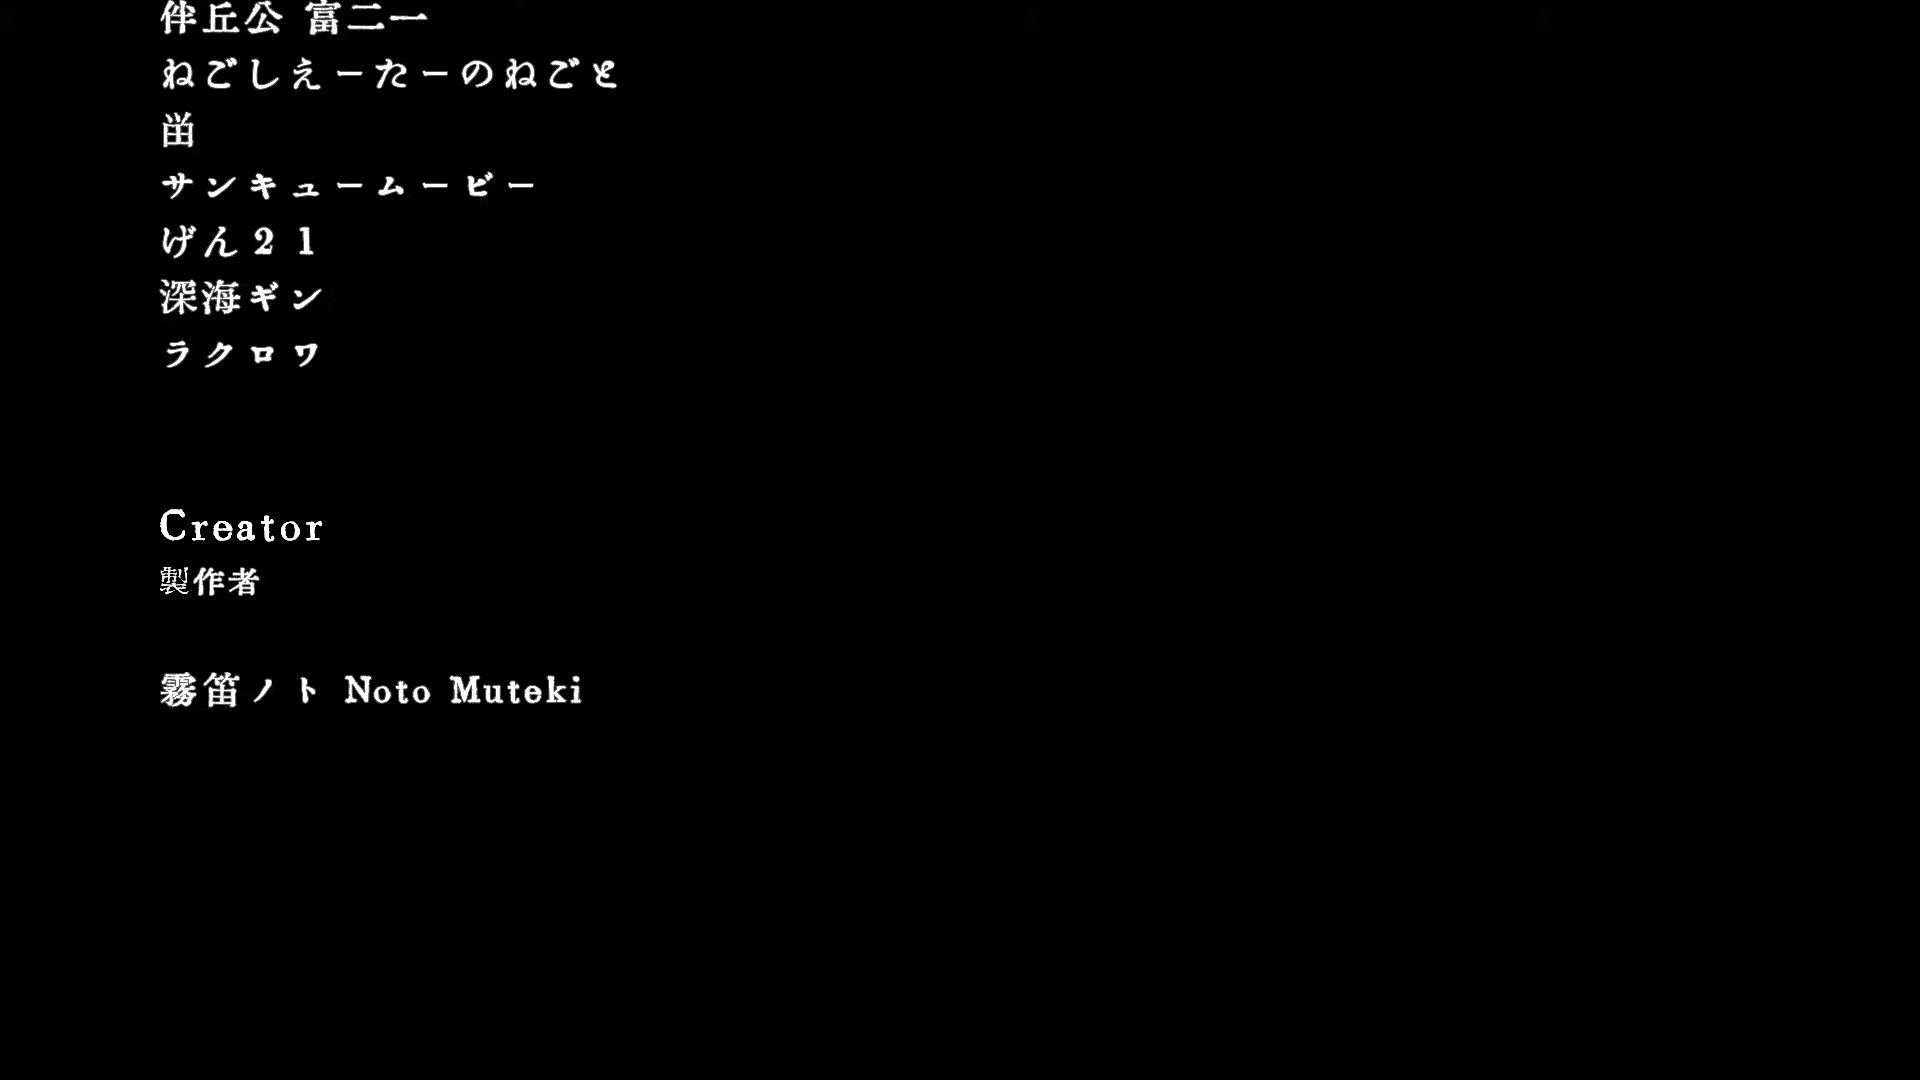 伴丘公 富二一
ねごしえーたーのねごと
畄
サンキュームービー
げん２１
深海ギン
ラクロワ
Creator
製作者
霧笛ノト Noto Muteki